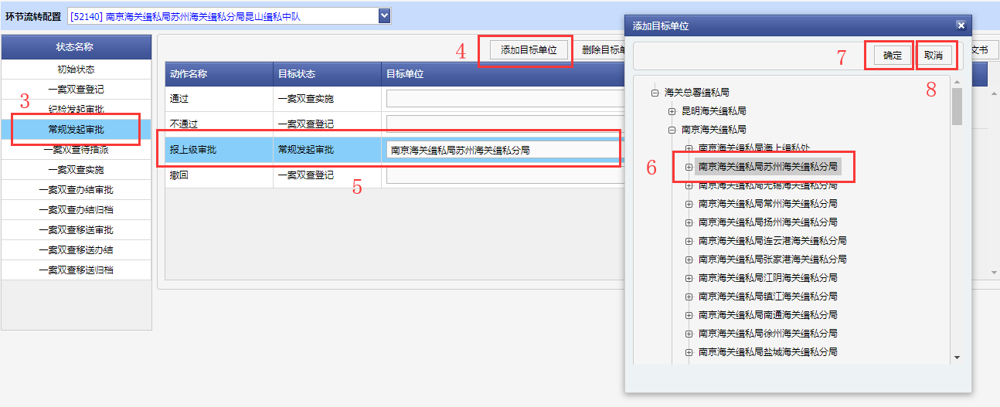 环节流转配置 [52140] 南京海关缉私局苏州海关缉私分局昆山缉私中队
状态名称
初始状态
一案双查登记
3
纪检发起审批
常规发起审批
一案双查待指派
一案双查实施
一案双查办结审批
一案双查办结归档
一案双查移送审批
一案双查移送办结
一案双查移送归档
4 添加目标单位 删除目标单 文书
动作名称 目标状态 目标单位
通过 一案双查实施
不通过 一案双查登记
报上级审批 常规发起审批 南京海关缉私局苏州海关缉私分局
撤回 一案双查登记
5
添加目标单位
7 确定 取消
8
海关总署缉私局
昆明海关缉私局
南京海关缉私局
南京海关缉私局海上缉私处
6 南京海关缉私局苏州海关缉私分局
南京海关缉私局无锡海关缉私分局
南京海关缉私局常州海关缉私分局
南京海关缉私局扬州海关缉私分局
南京海关缉私局连云港海关缉私分局
南京海关缉私局张家港海关缉私分局
南京海关缉私局江阴海关缉私分局
南京海关缉私局镇江海关缉私分局
南京海关缉私局南通海关缉私分局
南京海关缉私局徐州海关缉私分局
南京海关缉私局盐城海关缉私分局